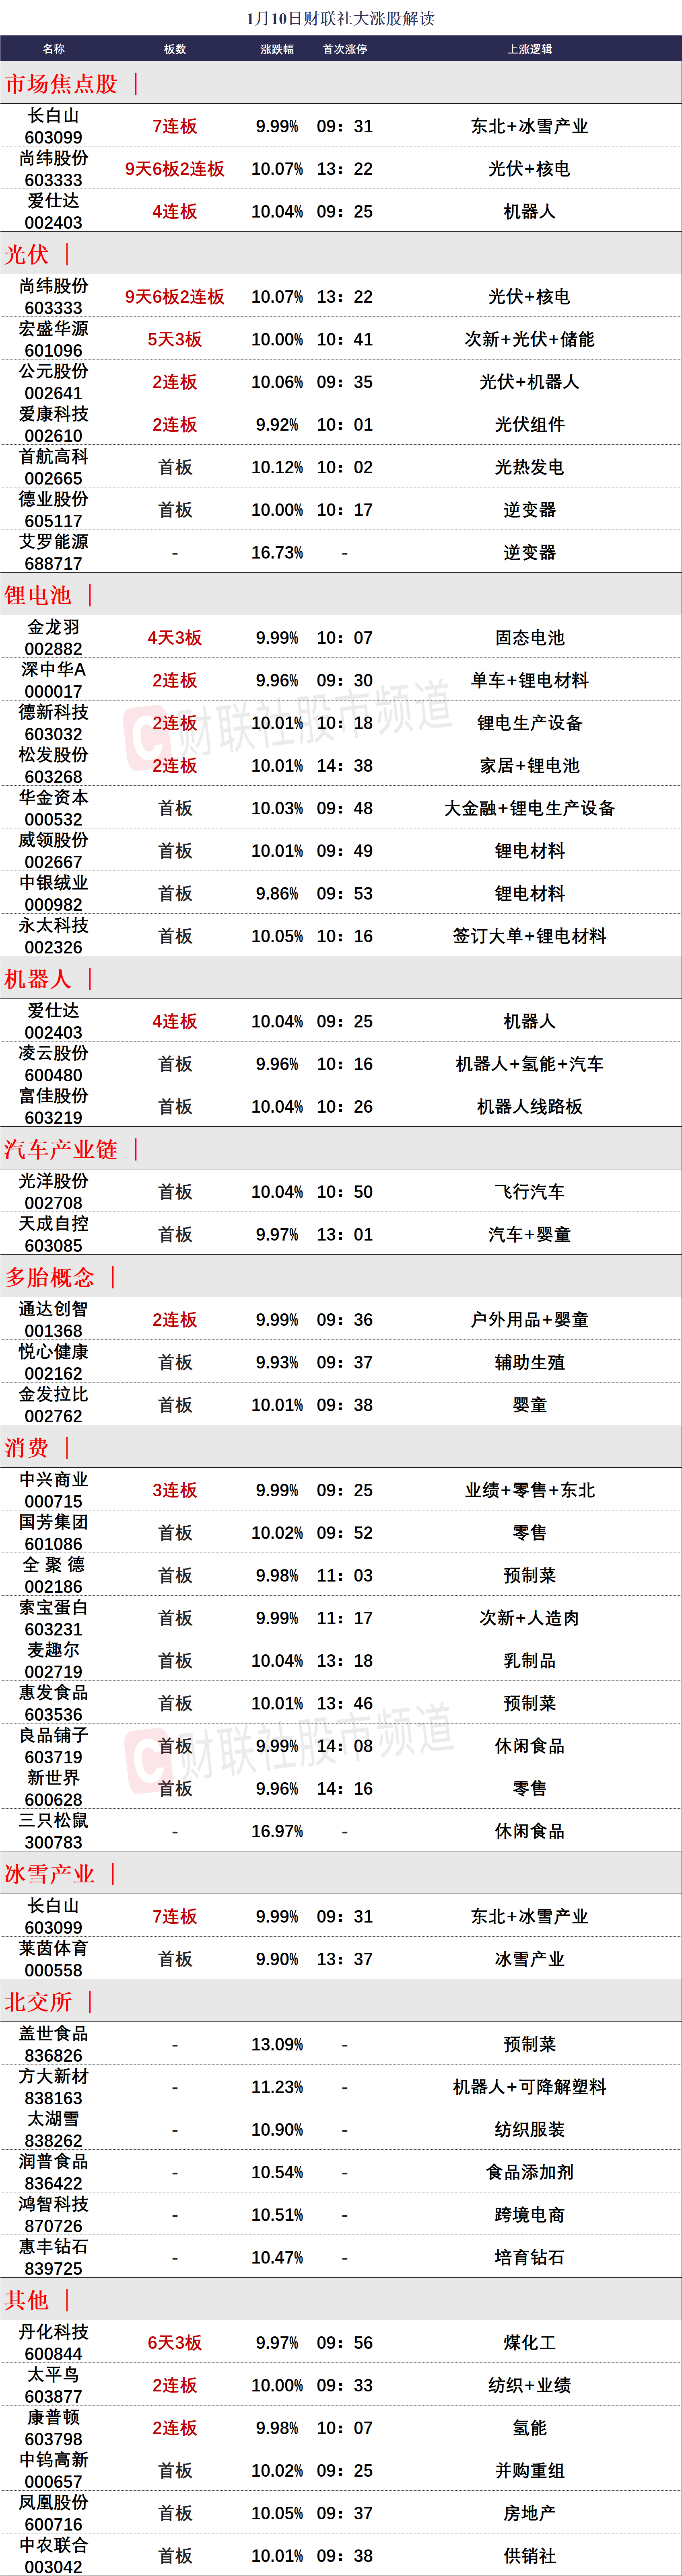 1月10日财联社大涨股解读
名称 板数 涨跌幅 首次涨停 上涨逻辑
市场焦点股
长白山
603099 7连板 9.99% 09：31 东北+冰雪产业
尚纬股份
603333 9天6板2连板 10.07% 13：22 光伏+核电
爱仕达
002403 4连板 10.04% 09：25 机器人
光伏
尚纬股份
603333 9天6板2连板 10.07% 13：22 光伏+核电
宏盛华源
601096 5天3板 10.00% 10：41 次新+光伏+储能
公元股份
002641 2连板 10.06% 09：35 光伏+机器人
爱康科技
002610 2连板 9.92% 10：01 光伏组件
首航高科
002665 首板 10.12% 10：02 光热发电
德业股份
605117 首板 10.00% 10：17 逆变器
艾罗能源
688717 - 16.73% - 逆变器
锂电池
金龙羽
002882 4天3板 9.99% 10：07 固态电池
深中华A
000017 2连板 9.96% 09：30 单车+锂电材料
德新科技
603032 2连板 10.01% 10：18 锂电生产设备
松发股份
603268 2连板 10.01% 14：38 家居+锂电池
华金资本
000532 首板 10.03% 09：48 大金融+锂电生产设备
威领股份
002667 首板 10.01% 09：49 锂电材料
中银绒业
000982 首板 9.86% 09：53 锂电材料
永太科技
002326 首板 10.05% 10：16 签订大单+锂电材料
财联社股市频道
机器人
爱仕达
002403 4连板 10.04% 09：25 机器人
凌云股份
600480 首板 9.96% 10：16 机器人+氢能+汽车
富佳股份
603219 首板 10.04% 10：26 机器人线路板
汽车产业链
光洋股份
002708 首板 10.04% 10：50 飞行汽车
天成自控
603085 首板 9.97% 13：01 汽车+婴童
多胎概念
通达创智
001368 2连板 9.99% 09：36 户外用品+婴童
悦心健康
002162 首板 9.93% 09：37 辅助生殖
金发拉比
002762 首板 10.01% 09：38 婴童
消费
中兴商业
000715 3连板 9.99% 09：25 业绩+零售+东北
国芳集团
601086 首板 10.02% 09：52 零售
全 聚 德
002186 首板 9.98% 11：03 预制菜
索宝蛋白
603231 首板 9.99% 11：17 次新+人造肉
麦趣尔
002719 首板 10.04% 13：18 乳制品
惠发食品
603536 首板 10.01% 13：46 预制菜
良品铺子
603719 首板 9.99% 14：08 休闲食品
新世界
600628 首板 9.96% 14：16 零售
三只松鼠
300783 - 16.97% - 休闲食品
财联社股市频道
冰雪产业
长白山
603099 7连板 9.99% 09：31 东北+冰雪产业
莱茵体育
000558 首板 9.90% 13：37 冰雪产业
北交所
盖世食品
836826 - 13.09% - 预制菜
方大新材
838163 - 11.23% - 机器人+可降解塑料
太湖雪
838262 - 10.90% - 纺织服装
润普食品
836422 - 10.54% - 食品添加剂
鸿智科技
870726 - 10.51% - 跨境电商
惠丰钻石
839725 - 10.47% - 培育钻石
其他
丹化科技
600844 6天3板 9.97% 09：56 煤化工
太平鸟
603877 2连板 10.00% 09：33 纺织+业绩
康普顿
603798 2连板 9.98% 10：07 氢能
中钨高新
000657 首板 10.02% 09：25 并购重组
凤凰股份
600716 首板 10.05% 09：37 房地产
中农联合
003042 首板 10.01% 09：38 供销社